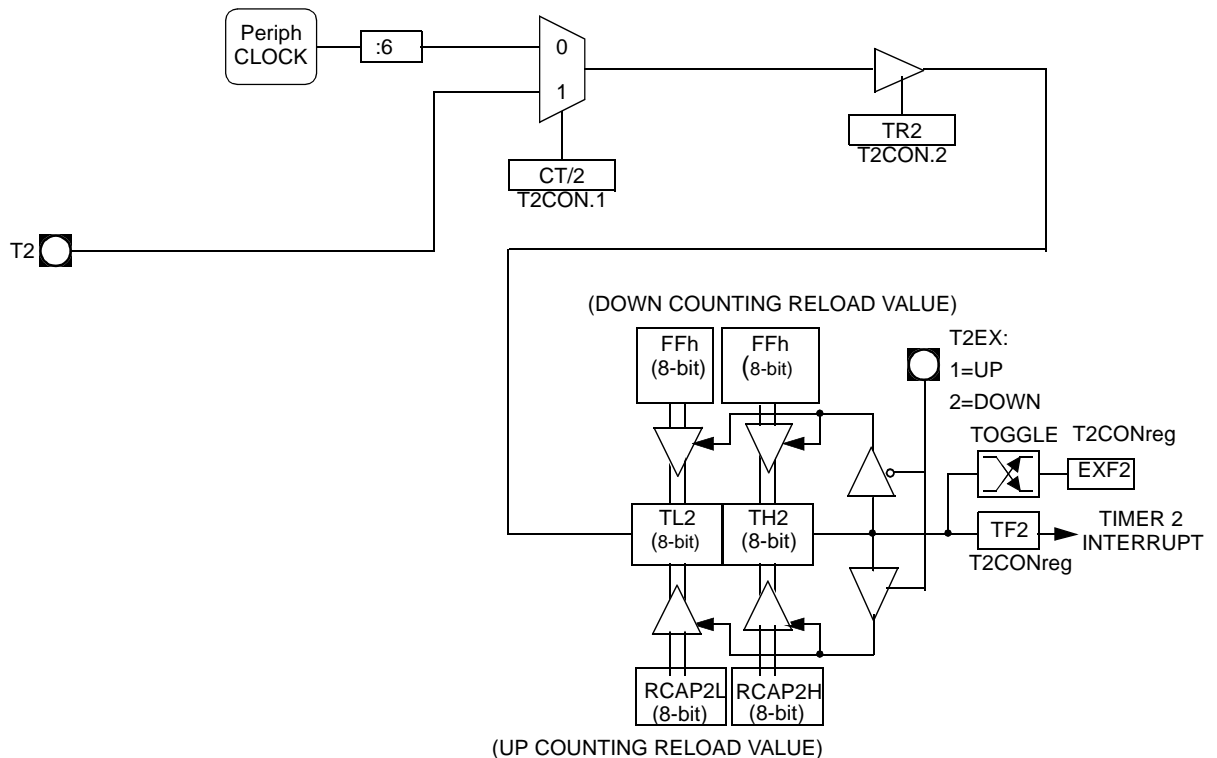 Periph
CLOCK
:6
0
1
TR2
T2CON.2
CT/2
T2CON.1
T2
(DOWN COUNTING RELOAD VALUE)
FFh
(8-bit)
FFh
(8-bit)
T2EX:
1=UP
2=DOWN
TOGGLE
T2CONreg
EXF2
TL2
(8-bit)
TH2
(8-bit)
TF2
T2CONreg
TIMER 2
INTERRUPT
RCAP2L
(8-bit)
RCAP2H
(8-bit)
(UP COUNTING RELOAD VALUE)